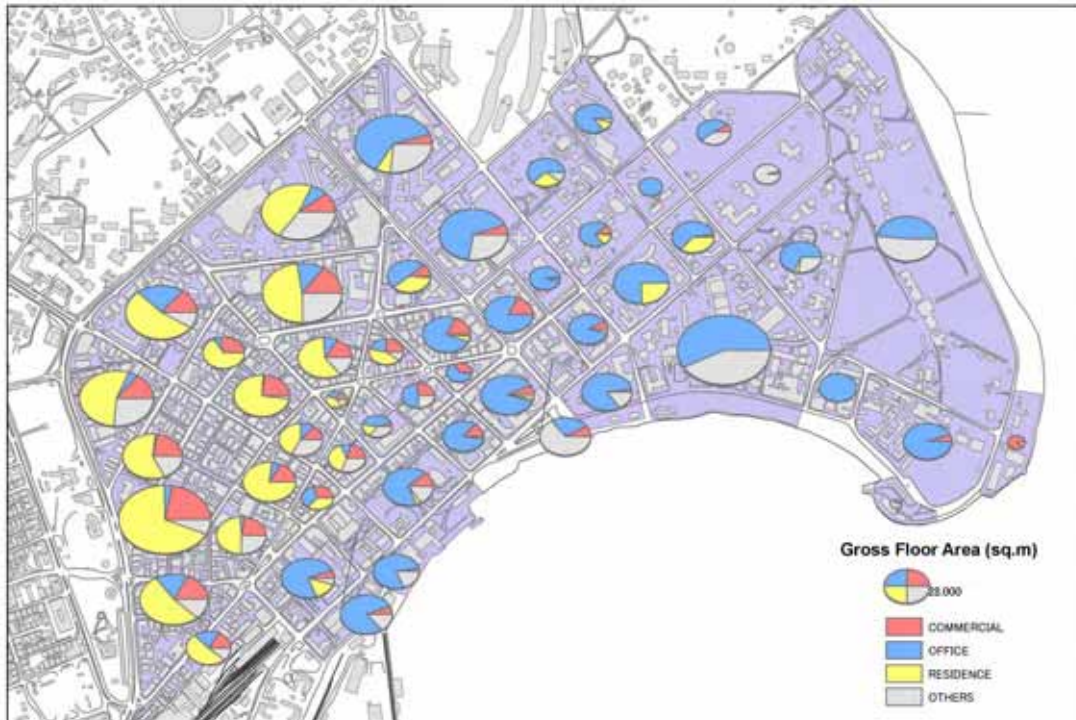 Gross Floor Area (sq.m)
23.000
COMMERCIAL
OFFICE
RESIDENCE
OTHERS